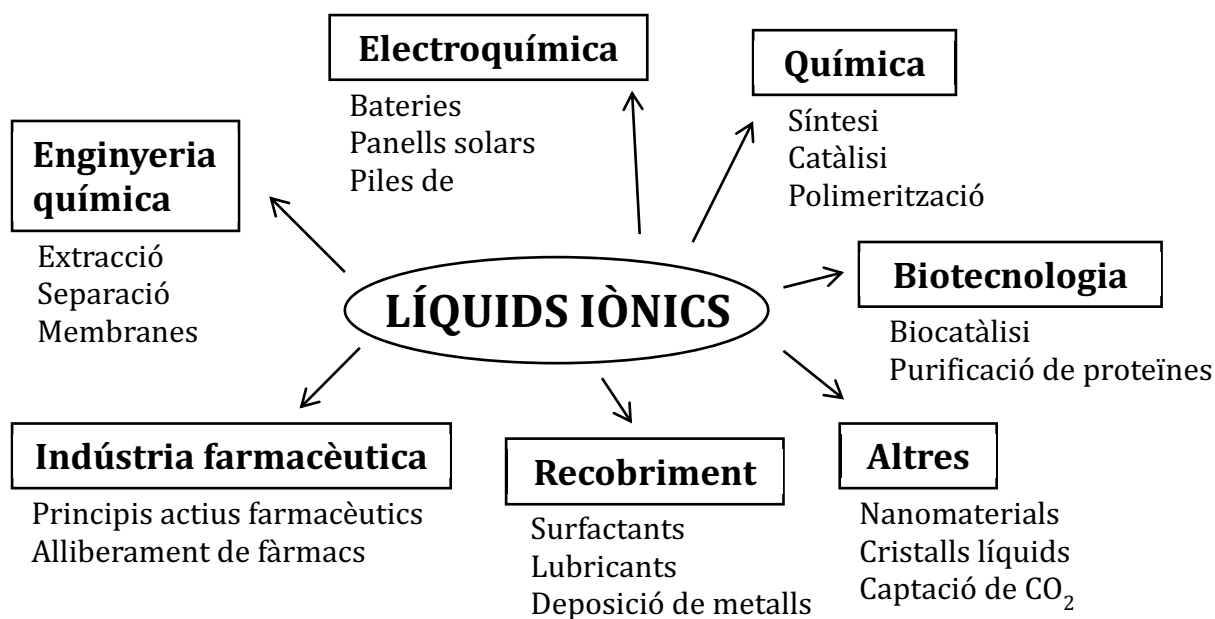 Electroquímica
Bateries
Panells solars
Piles de
Química
Síntesi
Catàlisi
Polimerització
Enginyeria
química
Extracció
Separació
Membranes
LÍQUIDS IÒNICS
Biotecnologia
Biocatàlisi
Purificació de proteïnes
Indústria farmacèutica
Principis actius farmacèutics
Alliberament de fàrmacs
Recobriment
Surfactants
Lubricants
Deposició de metalls
Altres
Nanomaterials
Cristalls líquids
Captació de CO₂